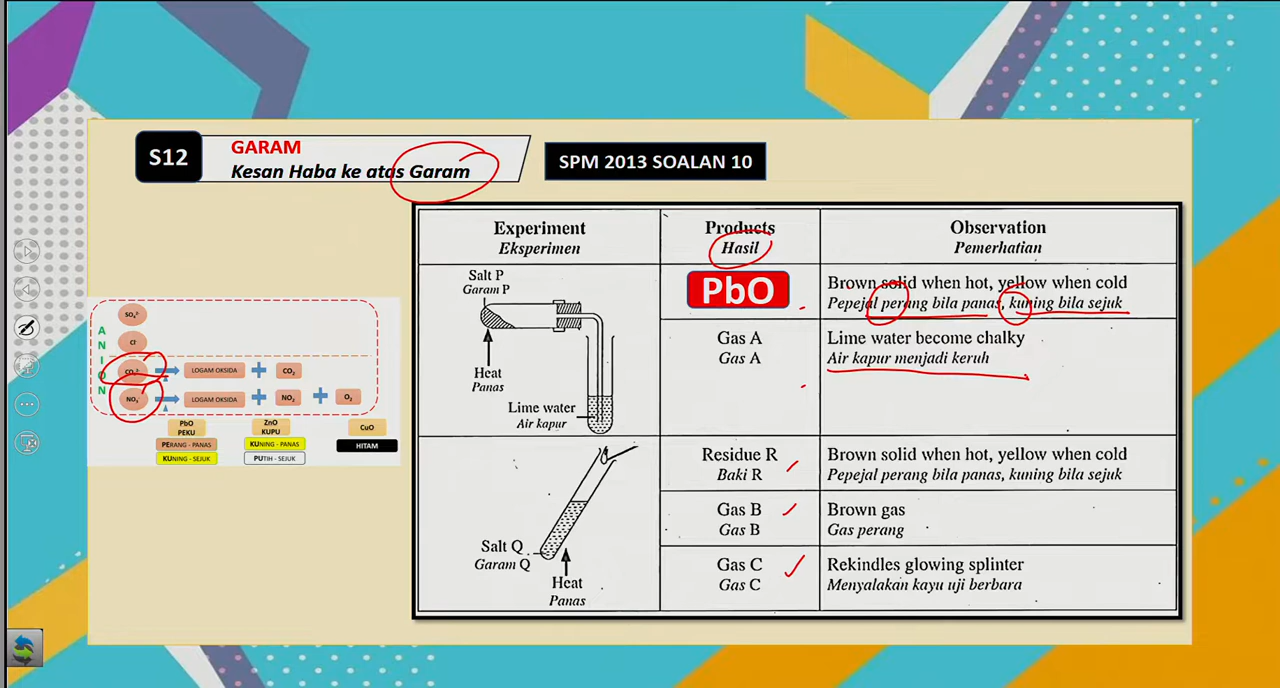 S12
GARAM
Kesan Haba ke atas Garam
SPM 2013 SOALAN 10
Experiment
Eksperimen
Products
Hasil
Observation
Pemerhatian
Salt P
Garam P
Heat
Panas
Lime water
Air kapur
PbO
Brown solid when hot, yellow when cold
Pepejal perang bila panas, kuning bila sejuk
Gas A
Gas A
Lime water become chalky
Air kapur menjadi keruh
Salt Q
Garam Q
Heat
Panas
Residue R
Baki R
Brown solid when hot, yellow when cold
Pepejal perang bila panas, kuning bila sejuk
Gas B
Gas B
Brown gas
Gas perang
Gas C
Gas C
Rekindles glowing splinter
Menyalakan kayu uji berbara
ANION
SO₄²⁻
Cl⁻
CO₃²⁻ LOGAM OKSIDA + CO₂
NO₃⁻ LOGAM OKSIDA + NO₂ + O₂
PbO
PEKU
PERANG - PANAS
KUNING - SEJUK
ZnO
KUPU
KUNING - PANAS
PUTIH - SEJUK
CuO
HITAM